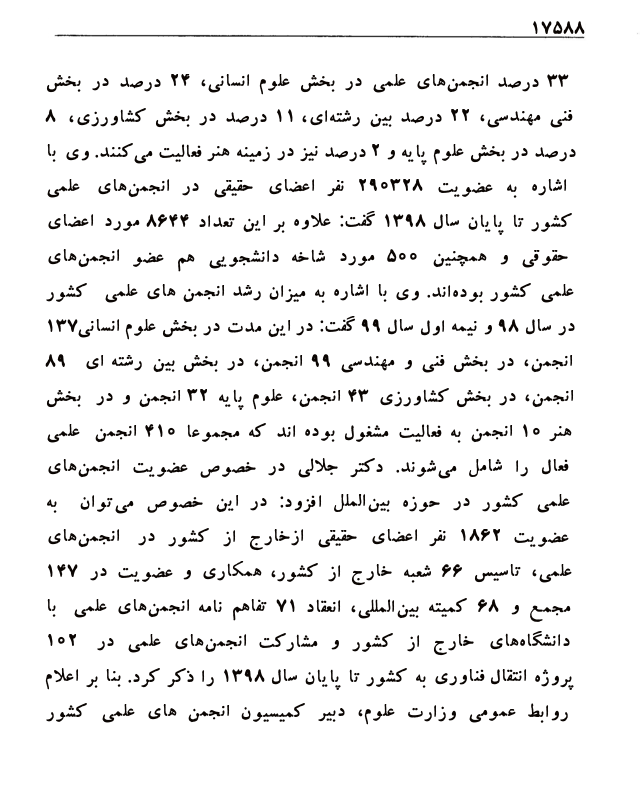 ۱۷۵۸۸
۳۳ درصد انجمن‌های علمی در بخش علوم انسانی، ۲۴ درصد در بخش
فنی مهندسی، ۲۲ درصد بین رشته‌ای، ۱۱ درصد در بخش کشاورزی، ۸
درصد در بخش علوم پایه و ۲ درصد نیز در زمینه هنر فعالیت می‌کنند. وی با
اشاره به عضویت ۲۹۰۳۲۸ نفر اعضای حقیقی در انجمن‌های علمی
کشور تا پایان سال ۱۳۹۸ گفت: علاوه بر این تعداد ۸۶۴۴ مورد اعضای
حقوقی و همچنین ۵۰۰ مورد شاخه دانشجویی هم عضو انجمن‌های
علمی کشور بوده‌اند. وی با اشاره به میزان رشد انجمن های علمی کشور
در سال ۹۸ و نیمه اول سال ۹۹ گفت: در این مدت در بخش علوم انسانی۱۳۷
انجمن، در بخش فنی و مهندسی ۹۹ انجمن، در بخش بین رشته ای ۸۹
انجمن، در بخش کشاورزی ۴۳ انجمن، علوم پایه ۳۲ انجمن و در بخش
هنر ۱۰ انجمن به فعالیت مشغول بوده اند که مجموعا ۴۱۰ انجمن علمی
فعال را شامل می‌شوند. دکتر جلالی در خصوص عضویت انجمن‌های
علمی کشور در حوزه بین‌الملل افزود: در این خصوص می‌توان به
عضویت ۱۸۶۲ نفر اعضای حقیقی ازخارج از کشور در انجمن‌های
علمی، تاسیس ۶۶ شعبه خارج از کشور، همکاری و عضویت در ۱۴۷
مجمع و ۶۸ کمیته بین‌المللی، انعقاد ۷۱ تفاهم نامه انجمن‌های علمی با
دانشگاه‌های خارج از کشور و مشارکت انجمن‌های علمی در ۱۰۲
پروژه انتقال فناوری به کشور تا پایان سال ۱۳۹۸ را ذکر کرد. بنا بر اعلام
روابط عمومی وزارت علوم، دبیر کمیسیون انجمن های علمی کشور